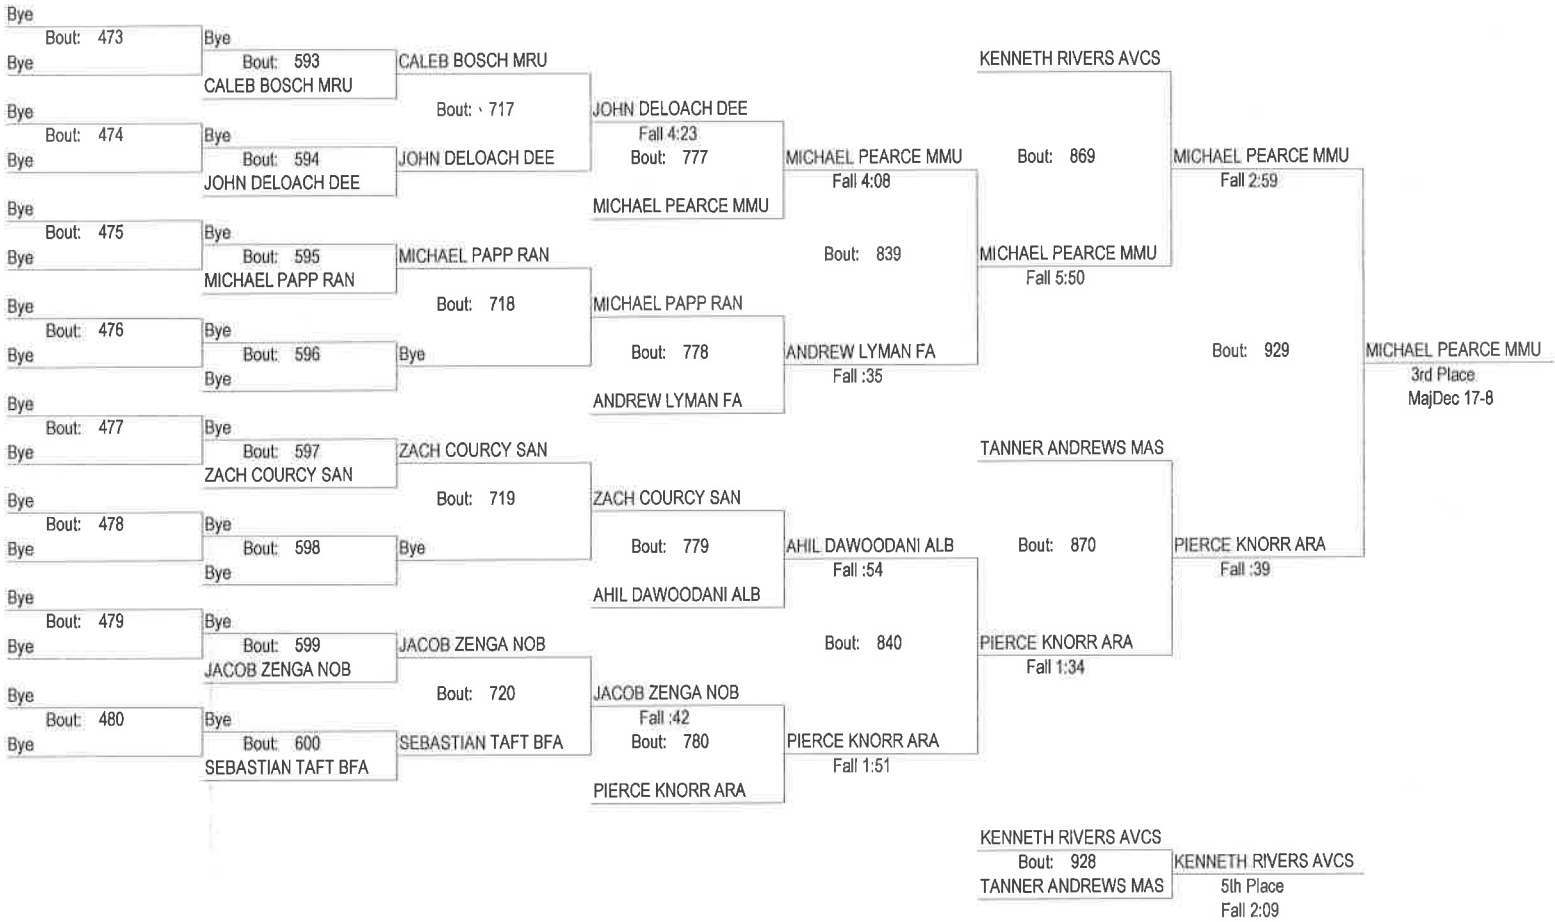 Bye
Bout: 473
Bye
Bye
Bout: 593
CALEB BOSCH MRU
CALEB BOSCH MRU
Bye
Bout: 474
Bye
Bye
Bout: 594
JOHN DELOACH DEE
Bout: 717
JOHN DELOACH DEE
JOHN DELOACH DEE
Fall 4:23
Bout: 777
MICHAEL PEARCE MMU
Bye
Bout: 475
Bye
Bye
Bout: 595
MICHAEL PAPP RAN
MICHAEL PAPP RAN
Bye
Bout: 476
Bye
Bye
Bout: 596
Bye
Bout: 718
Bye
MICHAEL PAPP RAN
Bout: 778
ANDREW LYMAN FA
MICHAEL PEARCE MMU
Fall 4:08
Bout: 839
ANDREW LYMAN FA
Fall :35
Bye
Bout: 477
Bye
Bye
Bout: 597
ZACH COURCY SAN
ZACH COURCY SAN
Bye
Bout: 478
Bye
Bye
Bout: 598
Bye
Bout: 719
Bye
ZACH COURCY SAN
Bout: 779
AHIL DAWOODANI ALB
Bye
Bout: 479
Bye
Bye
Bout: 599
JACOB ZENGA NOB
JACOB ZENGA NOB
Bye
Bout: 480
Bye
Bye
Bout: 600
SEBASTIAN TAFT BFA
Bout: 720
SEBASTIAN TAFT BFA
JACOB ZENGA NOB
Fall :42
Bout: 780
PIERCE KNORR ARA
AHIL DAWOODANI ALB
Fall :54
Bout: 840
PIERCE KNORR ARA
Fall 1:51
KENNETH RIVERS AVCS
Bout: 869
MICHAEL PEARCE MMU
Fall 5:50
TANNER ANDREWS MAS
Bout: 870
PIERCE KNORR ARA
Fall 1:34
MICHAEL PEARCE MMU
Fall 2:59
Bout: 929
PIERCE KNORR ARA
Fall :39
MICHAEL PEARCE MMU
3rd Place
MajDec 17-8
KENNETH RIVERS AVCS
Bout: 928
TANNER ANDREWS MAS
KENNETH RIVERS AVCS
5th Place
Fall 2:09